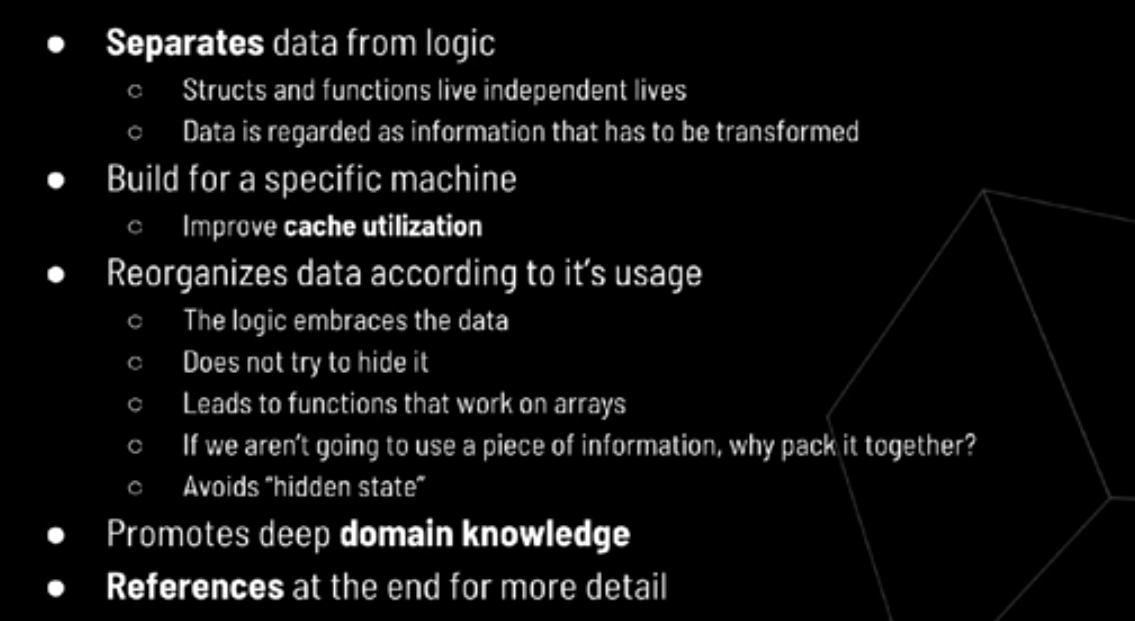 Separates data from logic
Structs and functions live independent lives
Data is regarded as information that has to be transformed
Build for a specific machine
Improve cache utilization
Reorganizes data according to it's usage
The logic embraces the data
Does not try to hide it
Leads to functions that work on arrays
If we aren't going to use a piece of information, why pack it together?
Avoids "hidden state"
Promotes deep domain knowledge
References at the end for more detail